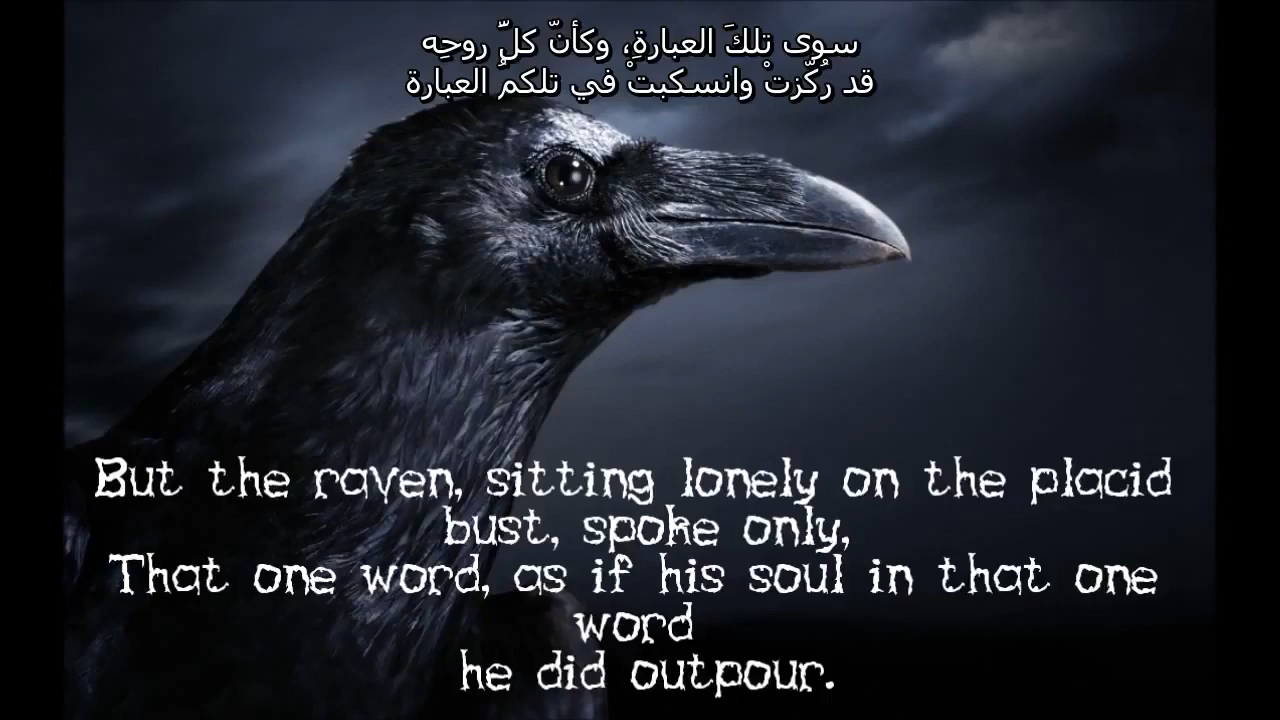 سوى تلكَ العبارةِ، وكأنّ كلّ روحِه
قد رُكّزتْ وانسكبتْ في تلكمُ العبارة
But the raven, sitting lonely on the placid
bust, spoke only,
That one word, as if his soul in that one
word
he did outpour.